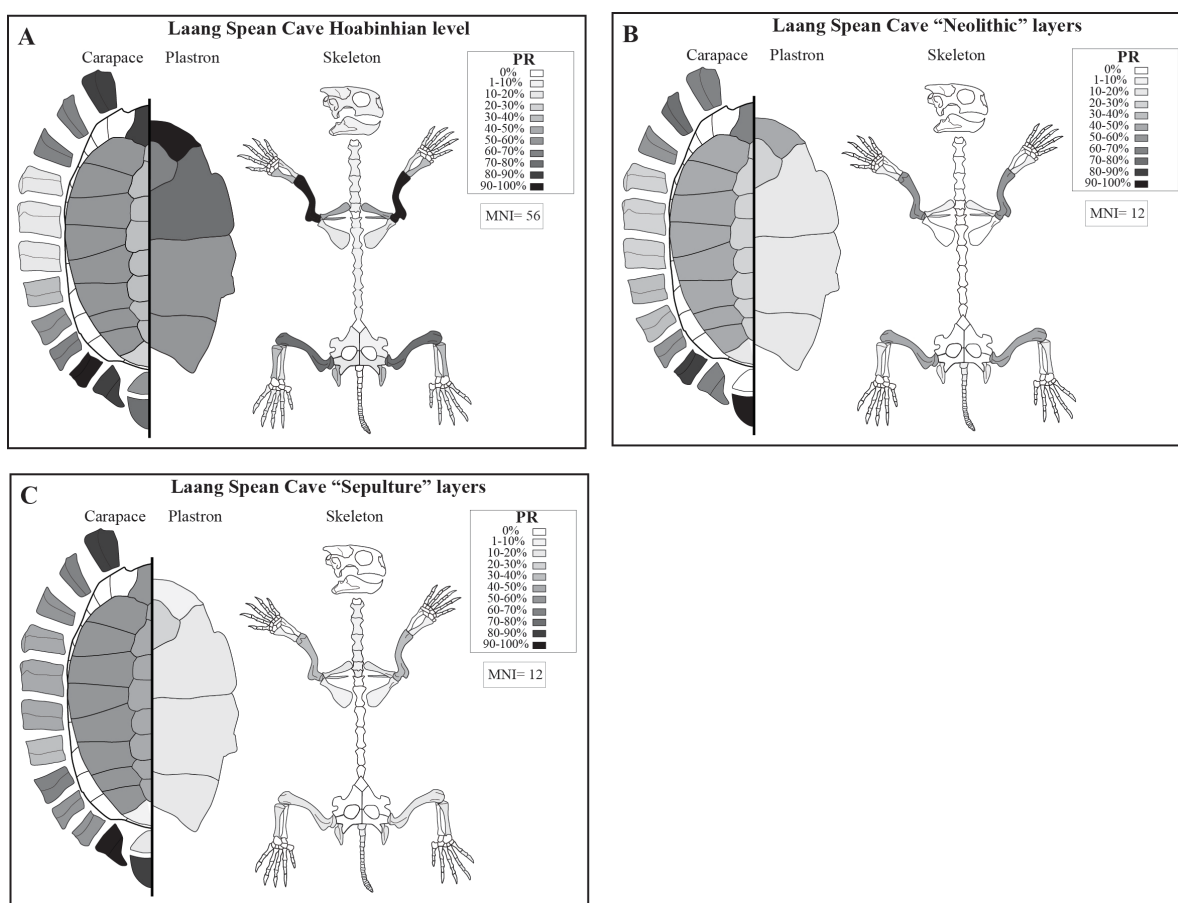 A
Laang Spean Cave Hoabinhian level
Carapace Plastron Skeleton
PR
0%
1-10%
10-20%
20-30%
30-40%
40-50%
50-60%
60-70%
70-80%
80-90%
90-100%
MNI= 56
B
Laang Spean Cave “Neolithic” layers
Carapace Plastron Skeleton
PR
0%
1-10%
10-20%
20-30%
30-40%
40-50%
50-60%
60-70%
70-80%
80-90%
90-100%
MNI= 12
C
Laang Spean Cave “Sepulture” layers
Carapace Plastron Skeleton
PR
0%
1-10%
10-20%
20-30%
30-40%
40-50%
50-60%
60-70%
70-80%
80-90%
90-100%
MNI= 12